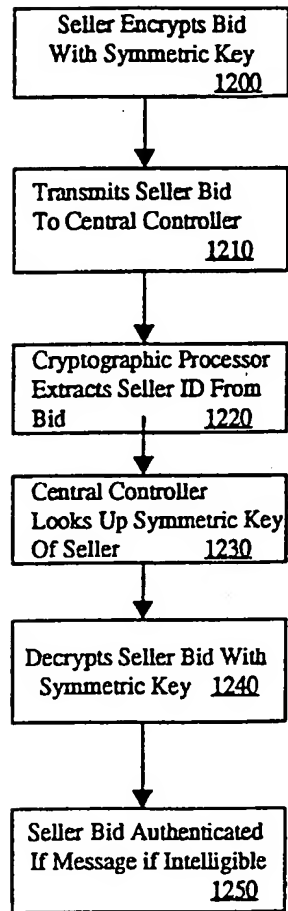 Seller Encrypts Bid
With Symmetric Key
1200
Transmits Seller Bid
To Central Controller
1210
Cryptographic Processor
Extracts Seller ID From
Bid 1220
Central Controller
Looks Up Symmetric Key
Of Seller 1230
Decrypts Seller Bid With
Symmetric Key 1240
Seller Bid Authenticated
If Message if Intelligible
1250